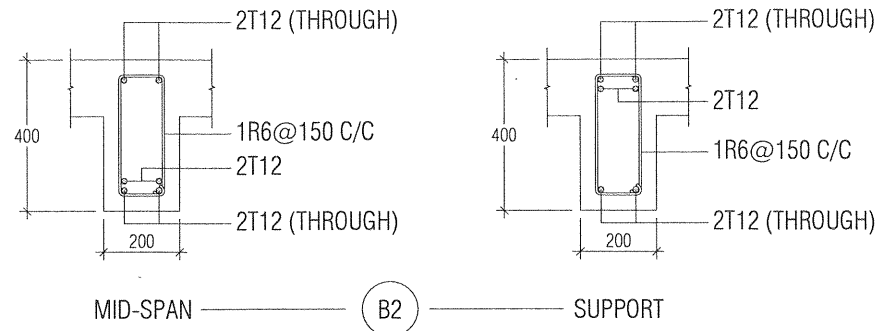 2T12 (THROUGH)
400
1R6@150 C/C
2T12
2T12 (THROUGH)
200
2T12 (THROUGH)
2T12
400
1R6@150 C/C
2T12 (THROUGH)
200
MID-SPAN B2 SUPPORT